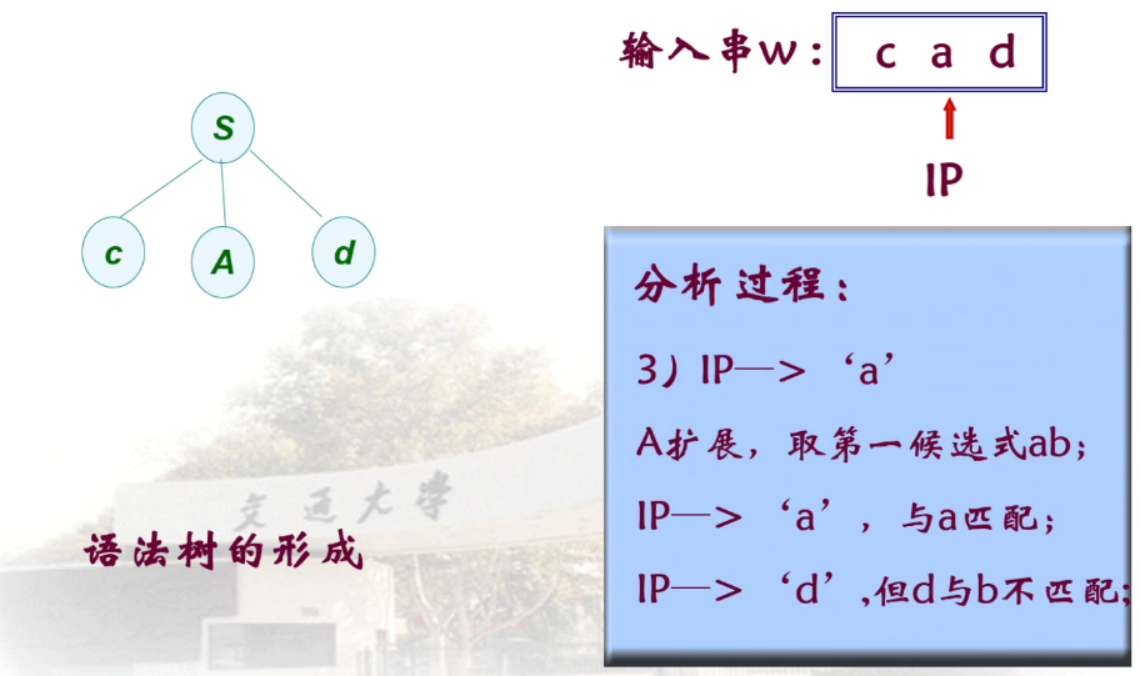 输入串w： c a d
IP
S
c A d
分析过程：
3）IP—> ‘a’
A扩展，取第一候选式ab；
IP—> ‘a’，与a匹配；
IP—> ‘d’,但d与b不匹配;
交通大学
语法树的形成